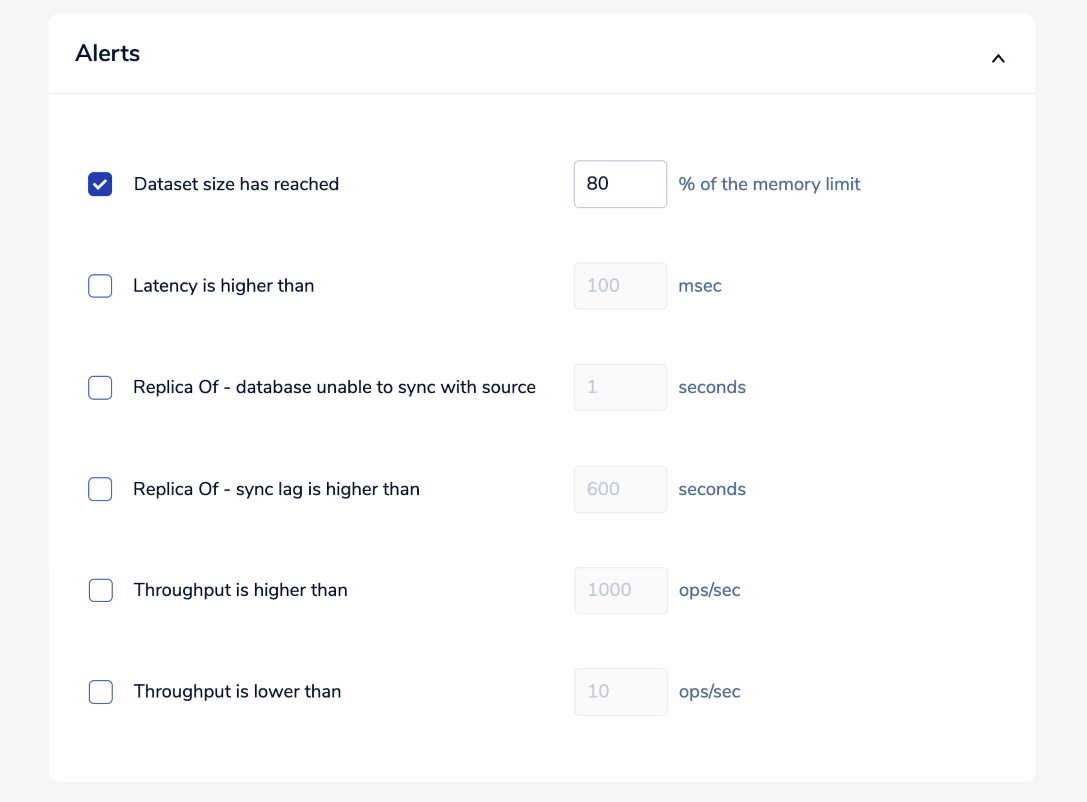 Alerts
Dataset size has reached 80 % of the memory limit
Latency is higher than 100 msec
Replica Of - database unable to sync with source 1 seconds
Replica Of - sync lag is higher than 600 seconds
Throughput is higher than 1000 ops/sec
Throughput is lower than 10 ops/sec